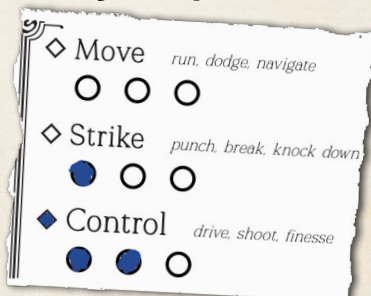 Move run, dodge, navigate
Strike punch, break, knock down
Control drive, shoot, finesse